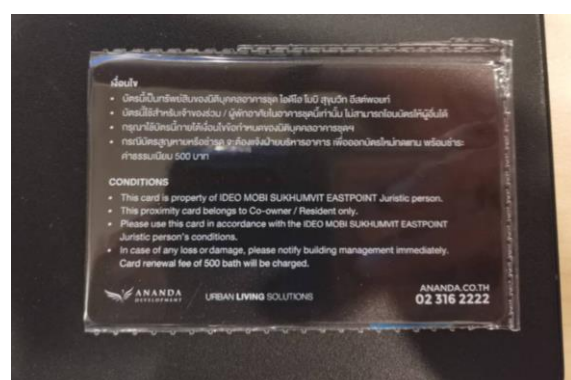 เงื่อนไข
• บัตรนี้เป็นทรัพย์สินของนิติบุคคลอาคารชุด ไอดีโอ โมบิ สุขุมวิท อีสต์พอยท์
• บัตรนี้ใช้สำหรับเจ้าของร่วม / ผู้พักอาศัยในอาคารชุดนี้เท่านั้น ไม่สามารถโอนบัตรให้ผู้อื่นได้
• กรุณาใช้บัตรนี้ภายใต้เงื่อนไขข้อกำหนดของนิติบุคคลอาคารชุดฯ
• กรณีบัตรสูญหายหรือชำรุด จะต้องแจ้งฝ่ายบริหารอาคาร เพื่อออกบัตรใหม่ทดแทน พร้อมชำระ
ค่าธรรมเนียม 500 บาท
CONDITIONS
• This card is property of IDEO MOBI SUKHUMVIT EASTPOINT Juristic person.
• This proximity card belongs to Co-owner / Resident only.
• Please use this card in accordance with the IDEO MOBI SUKHUMVIT EASTPOINT
Juristic person's conditions.
• In case of any loss or damage, please notify building management immediately.
Card renewal fee of 500 bath will be charged.
ANANDA
DEVELOPMENT
URBAN LIVING SOLUTIONS
ANANDA.CO.TH
02 316 2222